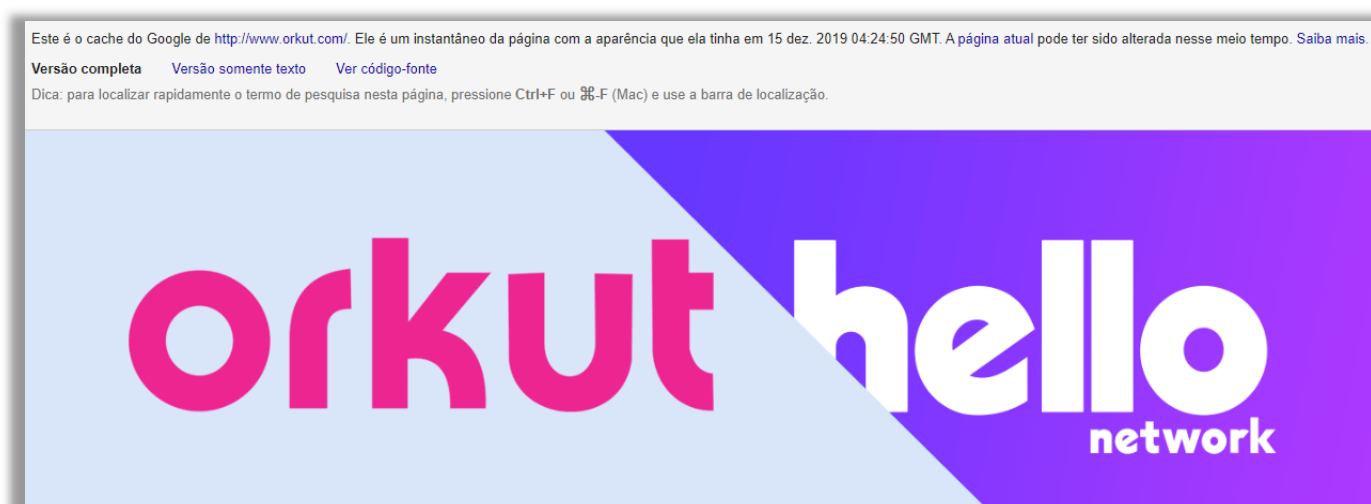 Este é o cache do Google de http://www.orkut.com/. Ele é um instantâneo da página com a aparência que ela tinha em 15 dez. 2019 04:24:50 GMT. A página atual pode ter sido alterada nesse meio tempo. Saiba mais.
Versão completa Versão somente texto Ver código-fonte
Dica: para localizar rapidamente o termo de pesquisa nesta página, pressione Ctrl+F ou ⌘-F (Mac) e use a barra de localização.
orkut hello
network